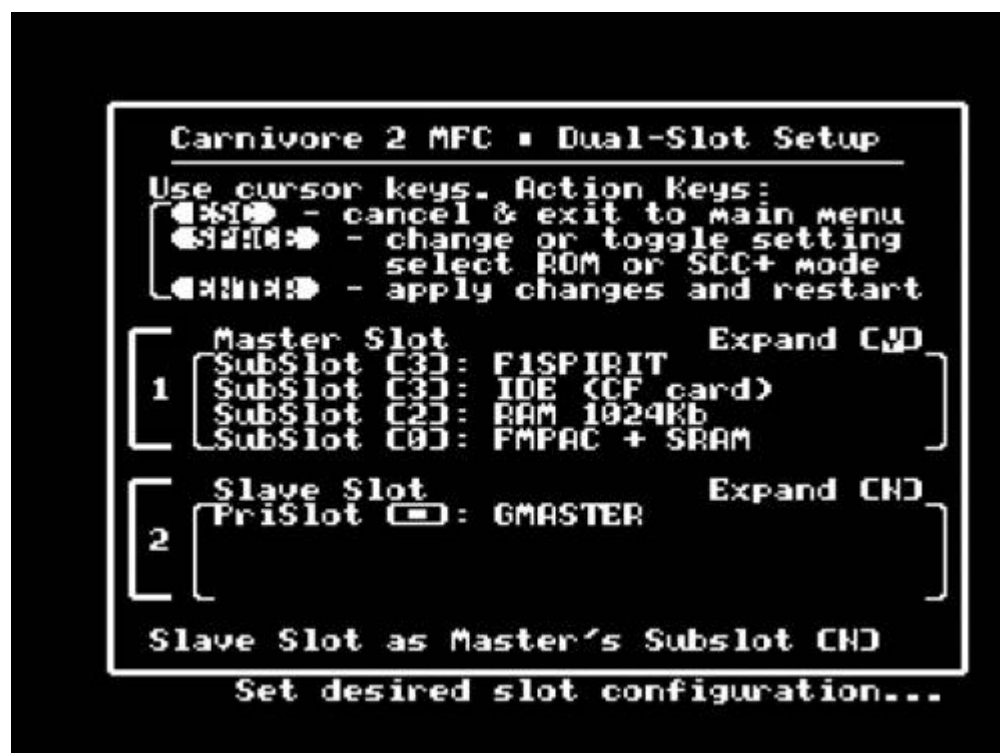 Carnivore 2 MFC ▪ Dual-Slot Setup
Use cursor keys. Action Keys:
ESC - cancel & exit to main menu
SPACE - change or toggle setting
select ROM or SCC+ mode
ENTER - apply changes and restart
Master Slot Expand [Y]
SubSlot [3]: F1SPIRIT
SubSlot [3]: IDE (CF card)
SubSlot [2]: RAM 1024Kb
SubSlot [0]: FMPAC + SRAM
1
Slave Slot Expand [N]
PriSlot [-]: GMASTER
2
Slave Slot as Master's Subslot [N]
Set desired slot configuration...